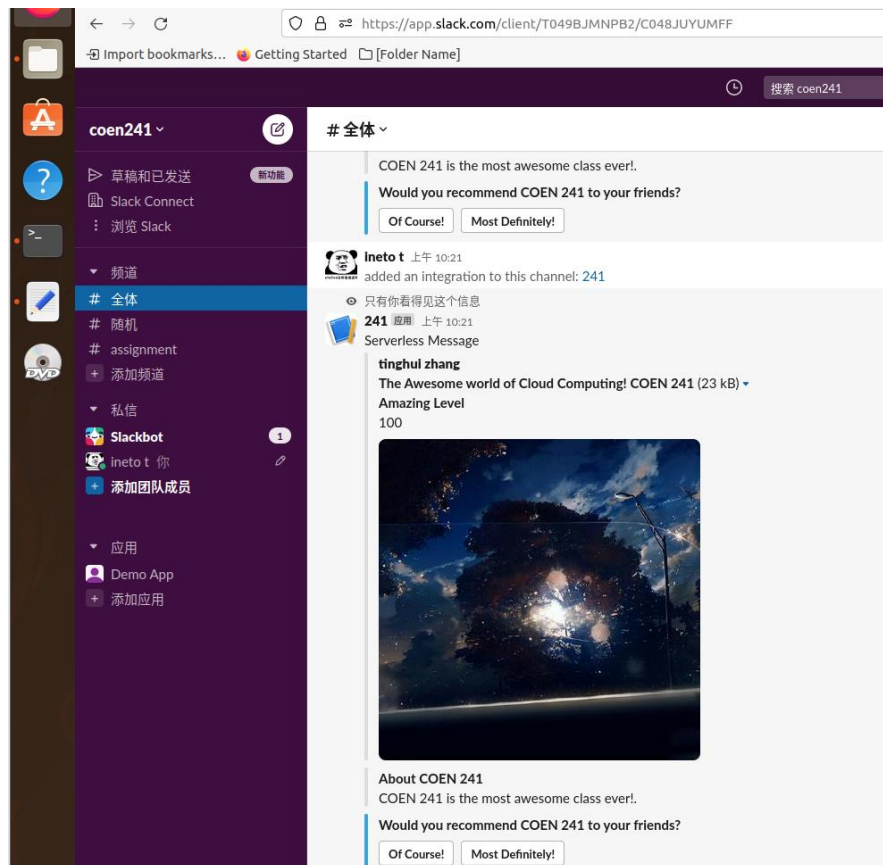 https://app.slack.com/client/T049BJMNPB2/C048JUYUMFF
Import bookmarks... Getting Started [Folder Name]
搜索 coen241
coen241
草稿和已发送 新功能
Slack Connect
浏览 Slack
频道
# 全体
# 随机
# assignment
+ 添加频道
私信
Slackbot 1
ineto t 你
+ 添加团队成员
应用
Demo App
+ 添加应用
# 全体
COEN 241 is the most awesome class ever!.
Would you recommend COEN 241 to your friends?
Of Course! Most Definitely!
ineto t 上午 10:21
added an integration to this channel: 241
只有你看得见这个信息
241 应用 上午 10:21
Serverless Message
tinghui zhang
The Awesome world of Cloud Computing! COEN 241 (23 kB)
Amazing Level
100
About COEN 241
COEN 241 is the most awesome class ever!.
Would you recommend COEN 241 to your friends?
Of Course! Most Definitely!
DVD